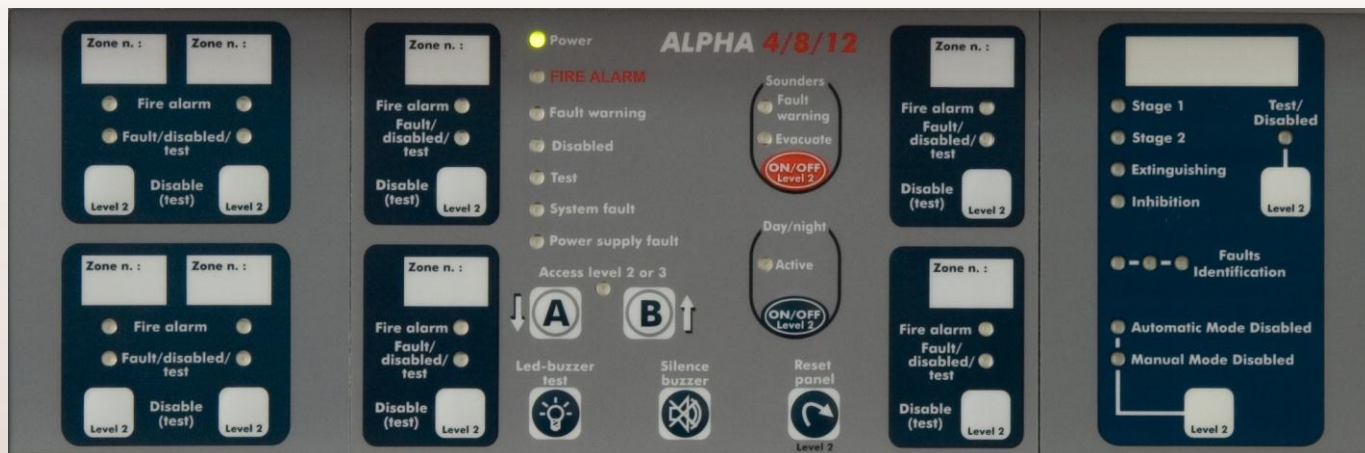 Zone n. :
Zone n. :
Fire alarm
Fault/disabled/
test
Disable
(test)
Level 2
Level 2
Zone n. :
Zone n. :
Fire alarm
Fault/disabled/
test
Disable
(test)
Level 2
Level 2
Zone n. :
Fire alarm
Fault/
disabled/
test
Disable
(test)
Level 2
Zone n. :
Fire alarm
Fault/
disabled/
test
Disable
(test)
Level 2
Power
FIRE ALARM
Fault warning
Disabled
Test
System fault
Power supply fault
Access level 2 or 3
A
B
Led-buzzer
test
Silence
buzzer
Reset
panel
Level 2
ALPHA 4/8/12
Sounders
Fault
warning
Evacuate
ON/OFF
Level 2
Day/night
Active
ON/OFF
Level 2
Zone n. :
Fire alarm
Fault/
disabled/
test
Disable
(test)
Level 2
Zone n. :
Fire alarm
Fault/
disabled/
test
Disable
(test)
Level 2
Stage 1
Stage 2
Extinguishing
Inhibition
Test/
Disabled
Level 2
Faults
Identification
Automatic Mode Disabled
Manual Mode Disabled
Level 2